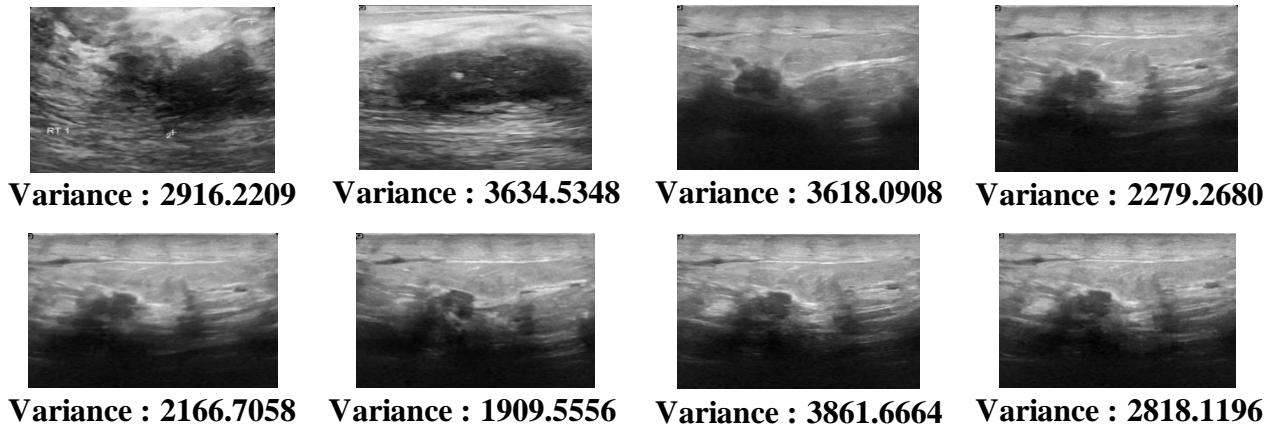 RT 1
Variance : 2916.2209
Variance : 3634.5348
Variance : 3618.0908
Variance : 2279.2680
Variance : 2166.7058
Variance : 1909.5556
Variance : 3861.6664
Variance : 2818.1196